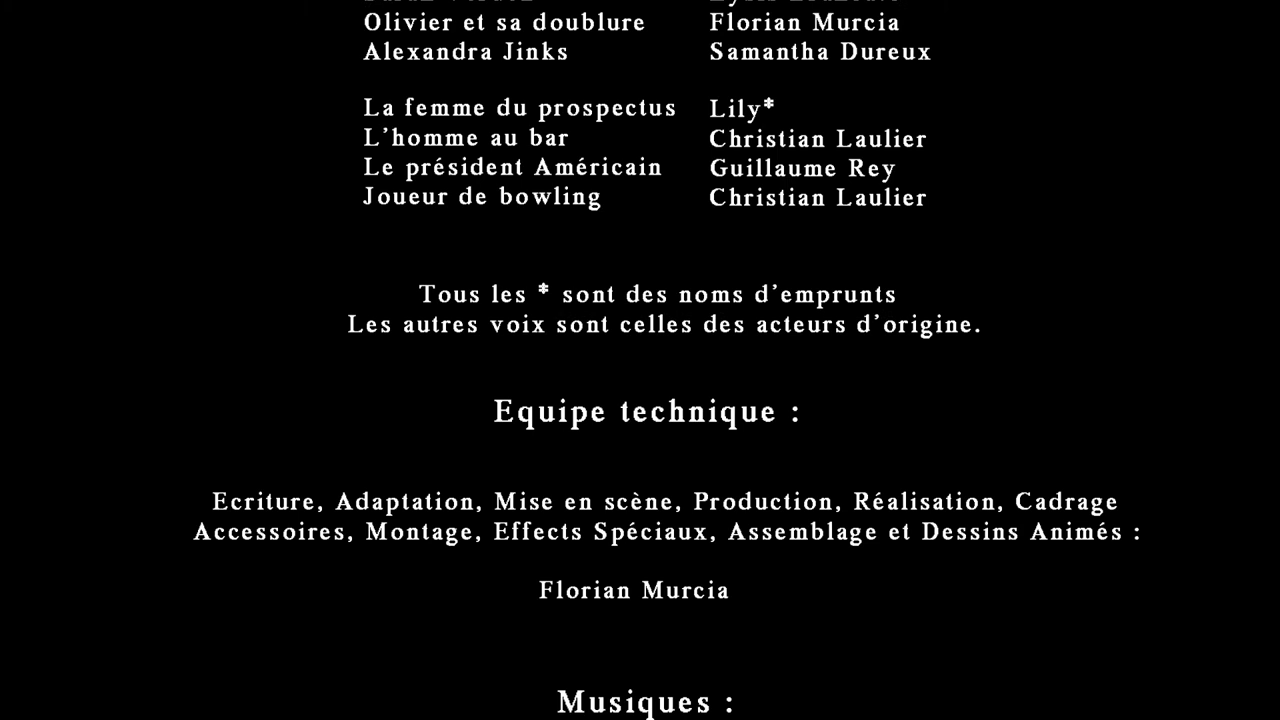 Olivier et sa doublure Florian Murcia
Alexandra Jinks Samantha Dureux
La femme du prospectus Lily*
L'homme au bar Christian Laulier
Le président Américain Guillaume Rey
Joueur de bowling Christian Laulier
Tous les * sont des noms d'emprunts
Les autres voix sont celles des acteurs d'origine.
Equipe technique :
Ecriture, Adaptation, Mise en scène, Production, Réalisation, Cadrage
Accessoires, Montage, Effects Spéciaux, Assemblage et Dessins Animés :
Florian Murcia
Musiques :